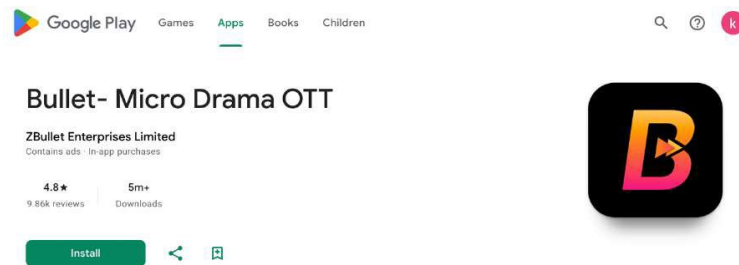 Google Play Games Apps Books Children k
Bullet- Micro Drama OTT
ZBullet Enterprises Limited
Contains ads · In-app purchases
4.8★ 5m+
9.86k reviews Downloads
Install
B